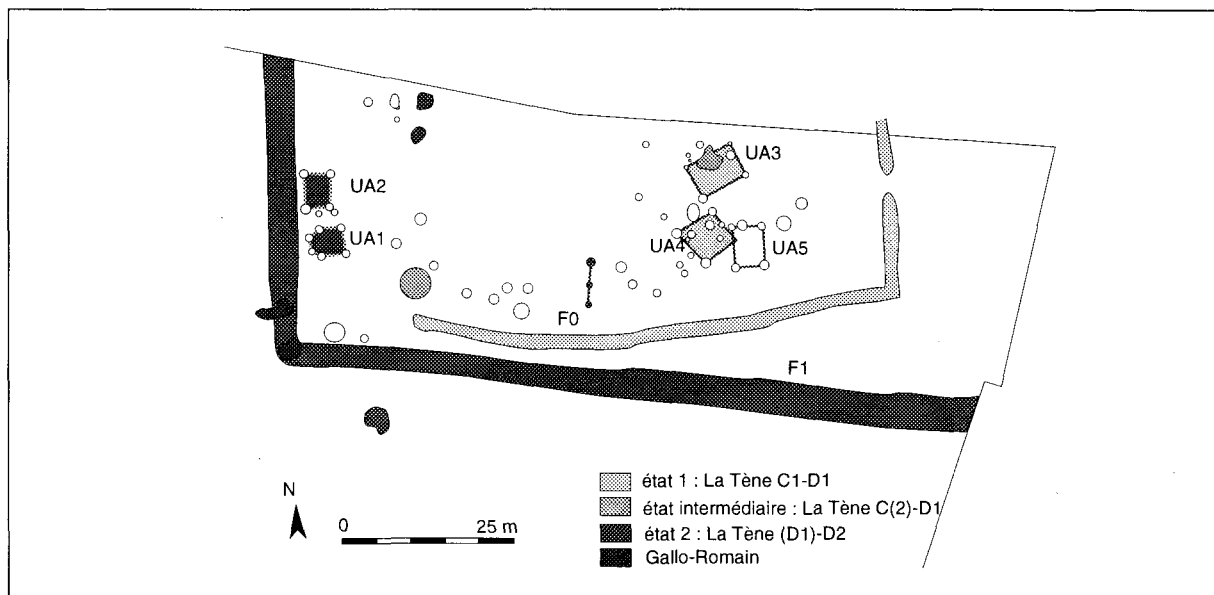 UA3
UA2
UA1
UA4
UA5
F0
F1
état 1 : La Tène C1-D1
N
état intermédiaire : La Tène C(2)-D1
0 25 m
état 2 : La Tène (D1)-D2
Gallo-Romain